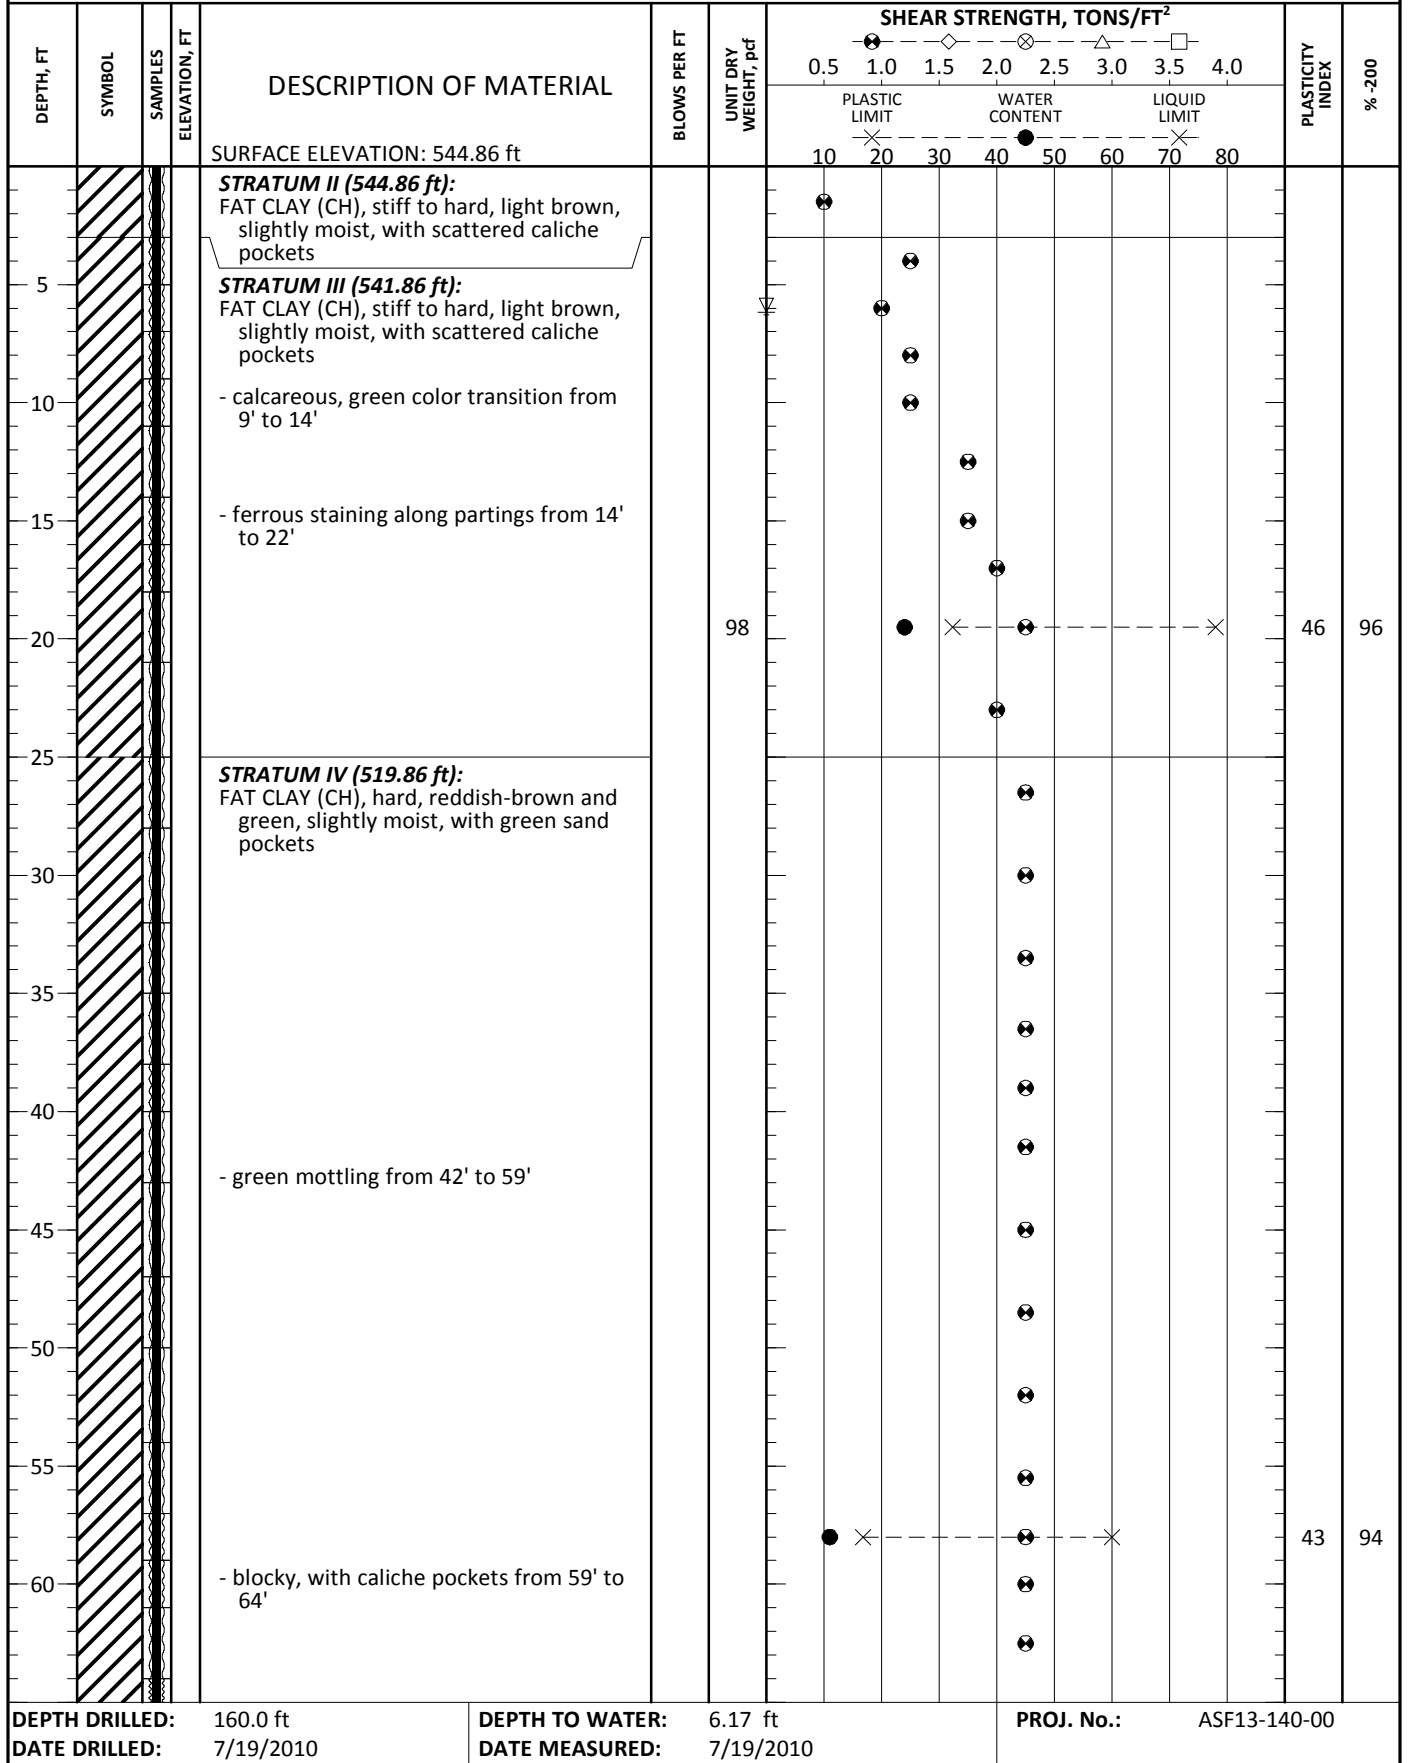 DEPTH, FT
SYMBOL
SAMPLES
ELEVATION, FT
DESCRIPTION OF MATERIAL
SURFACE ELEVATION: 544.86 ft
BLOWS PER FT
UNIT DRY
WEIGHT, pcf
SHEAR STRENGTH, TONS/FT²
0.5 1.0 1.5 2.0 2.5 3.0 3.5 4.0
PLASTIC
LIMIT
WATER
CONTENT
LIQUID
LIMIT
10 20 30 40 50 60 70 80
PLASTICITY
INDEX
% -200
STRATUM II (544.86 ft):
FAT CLAY (CH), stiff to hard, light brown,
slightly moist, with scattered caliche
pockets
5
STRATUM III (541.86 ft):
FAT CLAY (CH), stiff to hard, light brown,
slightly moist, with scattered caliche
pockets
10
- calcareous, green color transition from
9' to 14'
15
- ferrous staining along partings from 14'
to 22'
20
98
46
96
25
STRATUM IV (519.86 ft):
FAT CLAY (CH), hard, reddish-brown and
green, slightly moist, with green sand
pockets
30
35
40
- green mottling from 42' to 59'
45
50
55
43
94
60
- blocky, with caliche pockets from 59' to
64'
DEPTH DRILLED: 160.0 ft
DATE DRILLED: 7/19/2010
DEPTH TO WATER: 6.17 ft
DATE MEASURED: 7/19/2010
PROJ. No.: ASF13-140-00